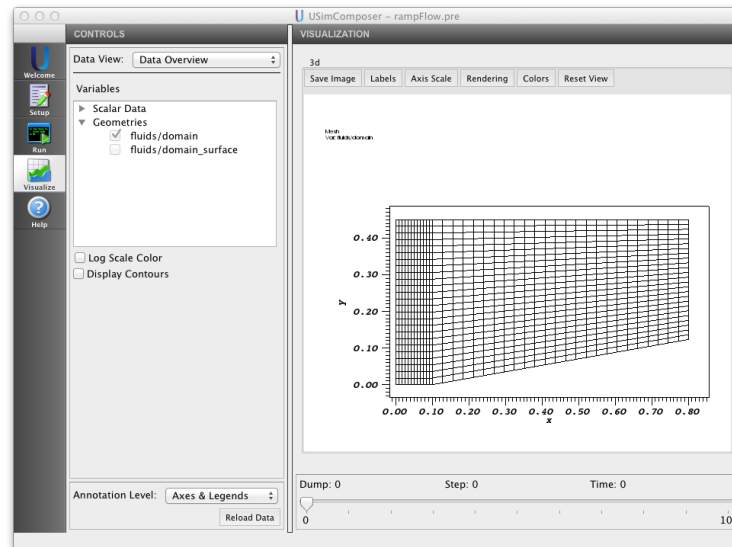 USimComposer - rampFlow.pre
CONTROLS
VISUALIZATION
Welcome
Setup
Run
Visualize
Help
Data View: Data Overview
Variables
Scalar Data
Geometries
fluids/domain
fluids/domain_surface
Log Scale Color
Display Contours
Annotation Level: Axes & Legends
Reload Data
3d
Save Image Labels Axis Scale Rendering Colors Reset View
Mesh
Var: fluids/domain
0.40
0.30
Y
0.20
0.10
0.00
0.00 0.10 0.20 0.30 0.40 0.50 0.60 0.70 0.80
x
Dump: 0 Step: 0 Time: 0
0 10